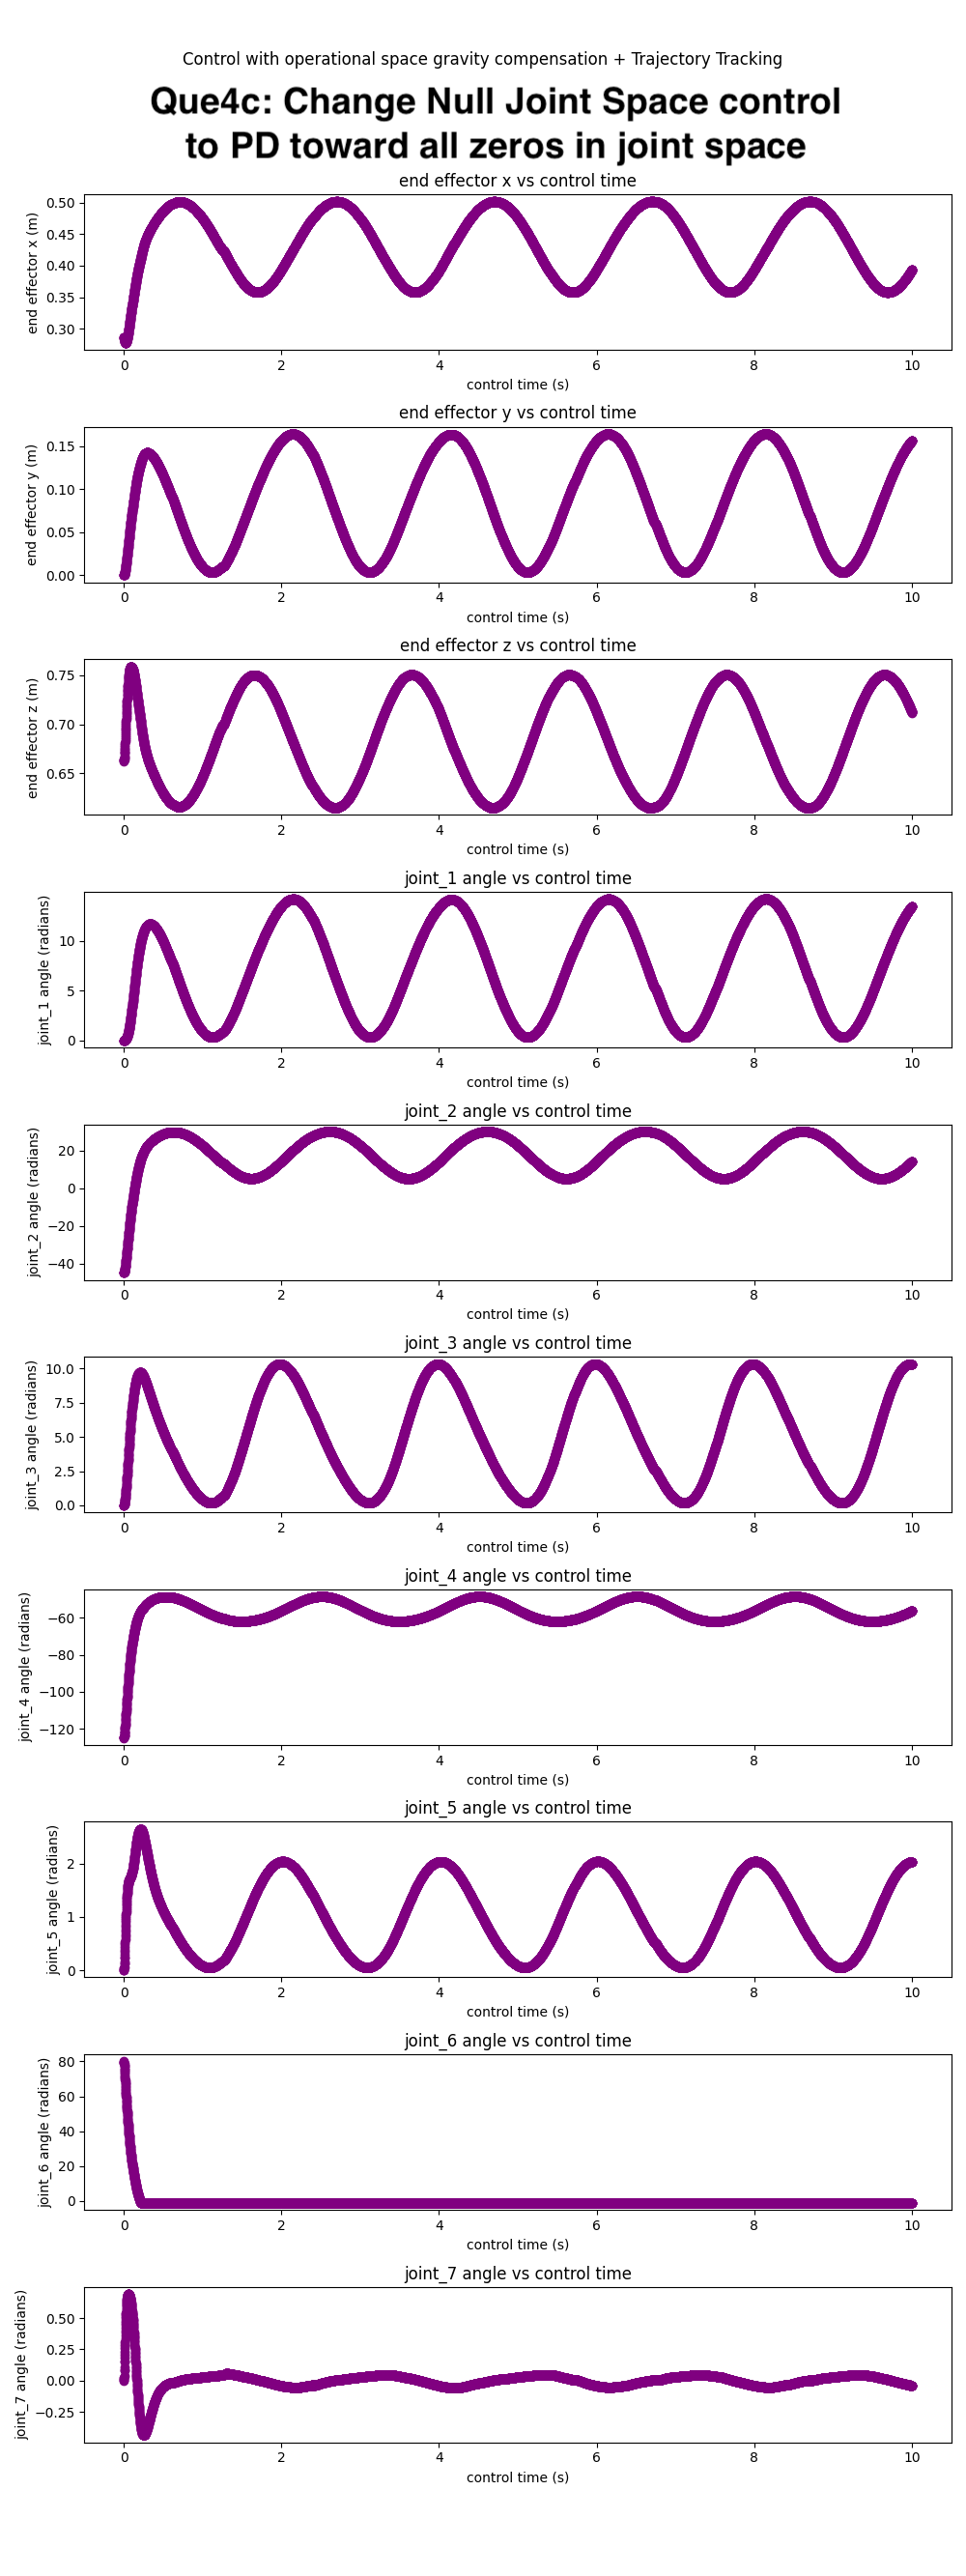 Control with operational space gravity compensation + Trajectory Tracking
Que4c: Change Null Joint Space control
to PD toward all zeros in joint space
end effector x vs control time
end effector x (m)
0.50
0.45
0.40
0.35
0.30
0 2 4 6 8 10
control time (s)
end effector y vs control time
end effector y (m)
0.15
0.10
0.05
0.00
0 2 4 6 8 10
control time (s)
end effector z vs control time
end effector z (m)
0.75
0.70
0.65
0 2 4 6 8 10
control time (s)
joint_1 angle vs control time
joint_1 angle (radians)
10
5
0
0 2 4 6 8 10
control time (s)
joint_2 angle vs control time
joint_2 angle (radians)
20
0
−20
−40
0 2 4 6 8 10
control time (s)
joint_3 angle vs control time
joint_3 angle (radians)
10.0
7.5
5.0
2.5
0.0
0 2 4 6 8 10
control time (s)
joint_4 angle vs control time
joint_4 angle (radians)
−60
−80
−100
−120
0 2 4 6 8 10
control time (s)
joint_5 angle vs control time
joint_5 angle (radians)
2
1
0
0 2 4 6 8 10
control time (s)
joint_6 angle vs control time
joint_6 angle (radians)
80
60
40
20
0
0 2 4 6 8 10
control time (s)
joint_7 angle vs control time
joint_7 angle (radians)
0.50
0.25
0.00
−0.25
0 2 4 6 8 10
control time (s)